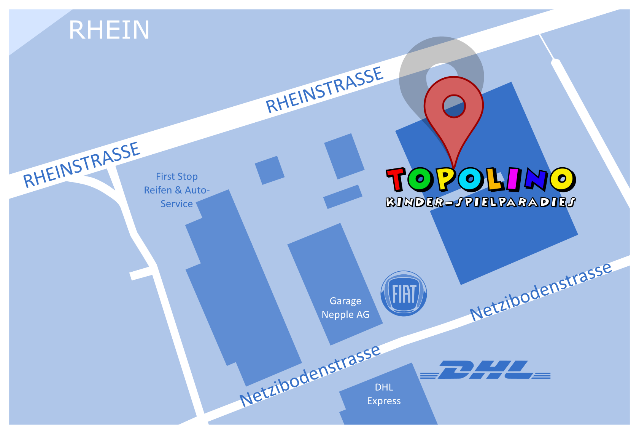 RHEIN
RHEINSTRASSE
RHEINSTRASSE
First Stop
Reifen & Auto-
Service
TOPOLINO
KINDER-SPIELPARADIES
FIAT
Garage
Nepple AG
Netzibodenstrasse
Netzibodenstrasse
DHL
DHL
Express